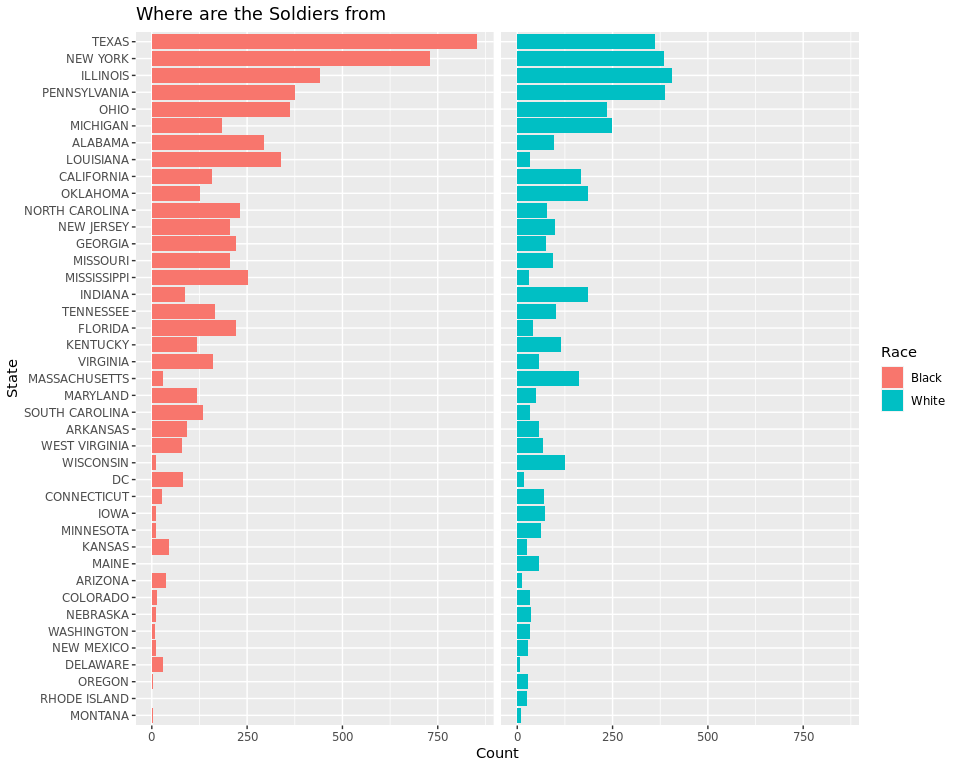 Where are the Soldiers from
TEXAS
NEW YORK
ILLINOIS
PENNSYLVANIA
OHIO
MICHIGAN
ALABAMA
LOUISIANA
CALIFORNIA
OKLAHOMA
NORTH CAROLINA
NEW JERSEY
GEORGIA
MISSOURI
MISSISSIPPI
INDIANA
TENNESSEE
FLORIDA
KENTUCKY
VIRGINIA
MASSACHUSETTS
MARYLAND
SOUTH CAROLINA
ARKANSAS
WEST VIRGINIA
WISCONSIN
DC
CONNECTICUT
IOWA
MINNESOTA
KANSAS
MAINE
ARIZONA
COLORADO
NEBRASKA
WASHINGTON
NEW MEXICO
DELAWARE
OREGON
RHODE ISLAND
MONTANA
State
0 250 500 750 0 250 500 750
Count
Race
Black
White